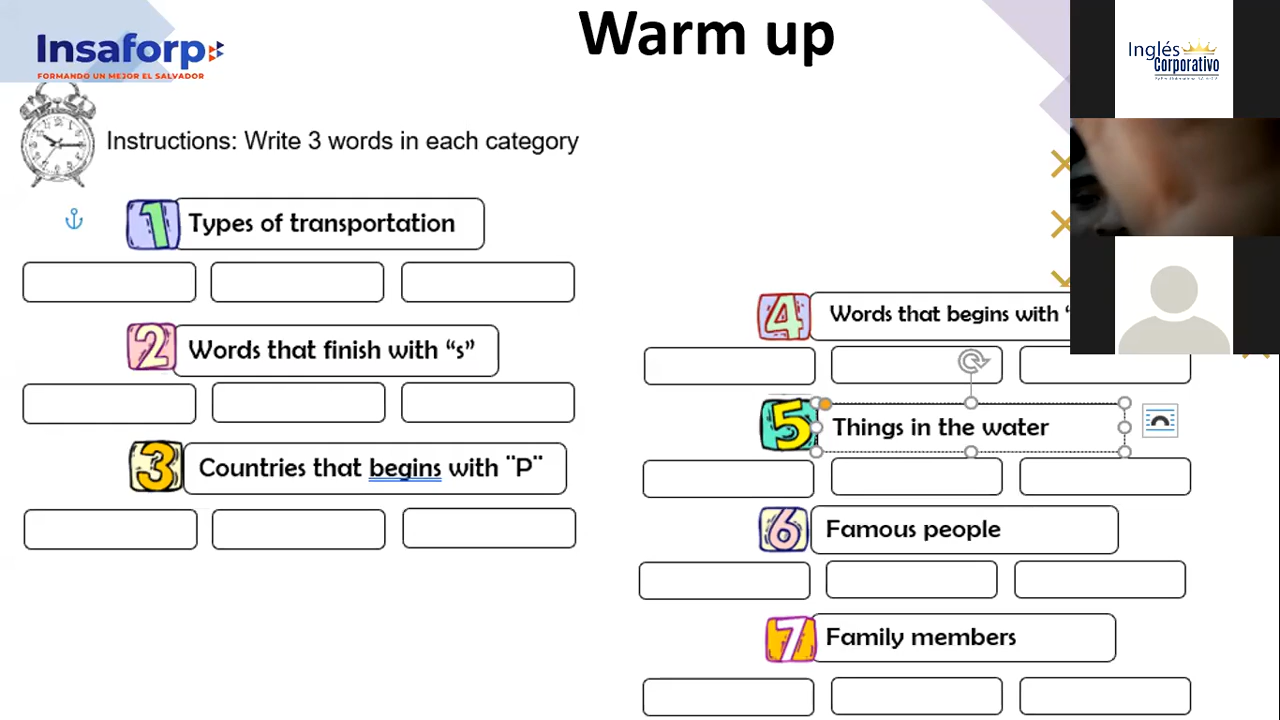 Warm up
Insaforp
FORMANDO UN MEJOR EL SALVADOR
Inglés
Corporativo
Instructions: Write 3 words in each category
1 Types of transportation
2 Words that finish with “s”
3 Countries that begins with ¨P¨
4 Words that begins with “
5 Things in the water
6 Famous people
7 Family members